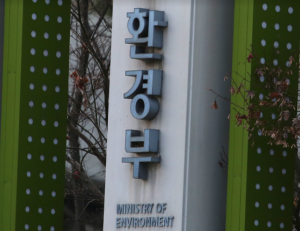 환경부
MINISTRY OF
ENVIRONMENT